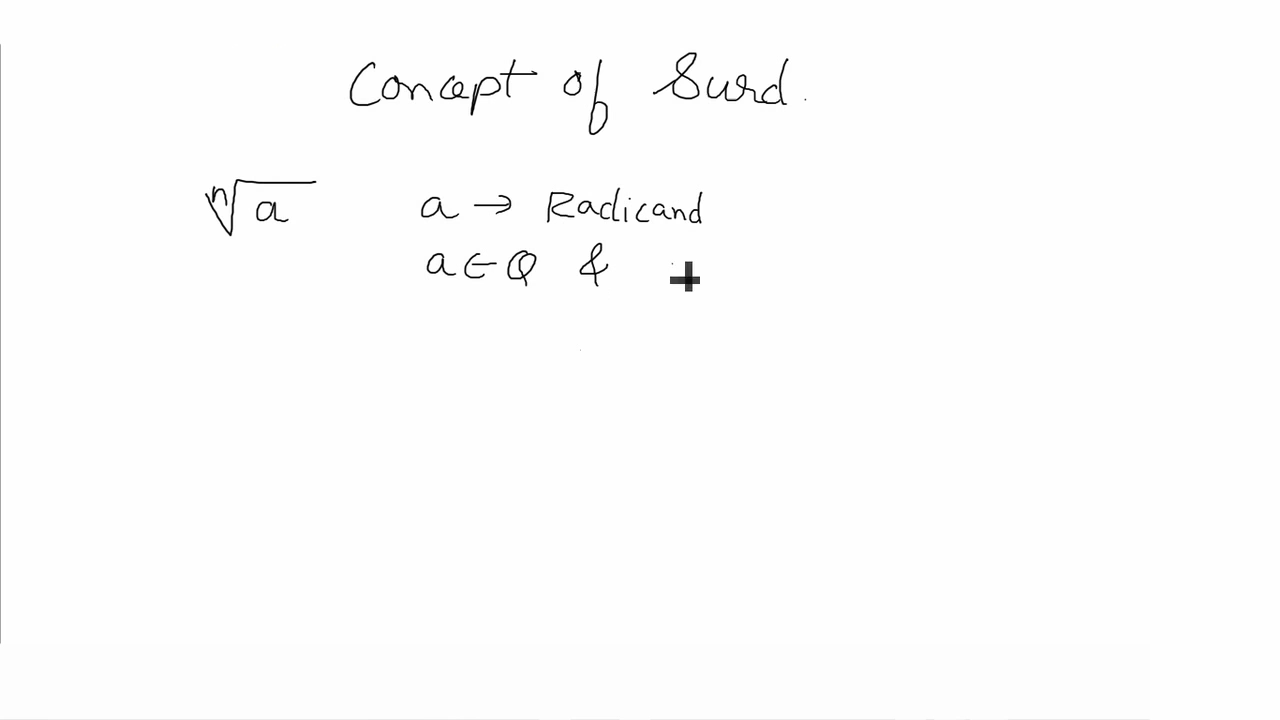 Concept of Surd.
ⁿ√a a → Radicand
a ∈ Q &